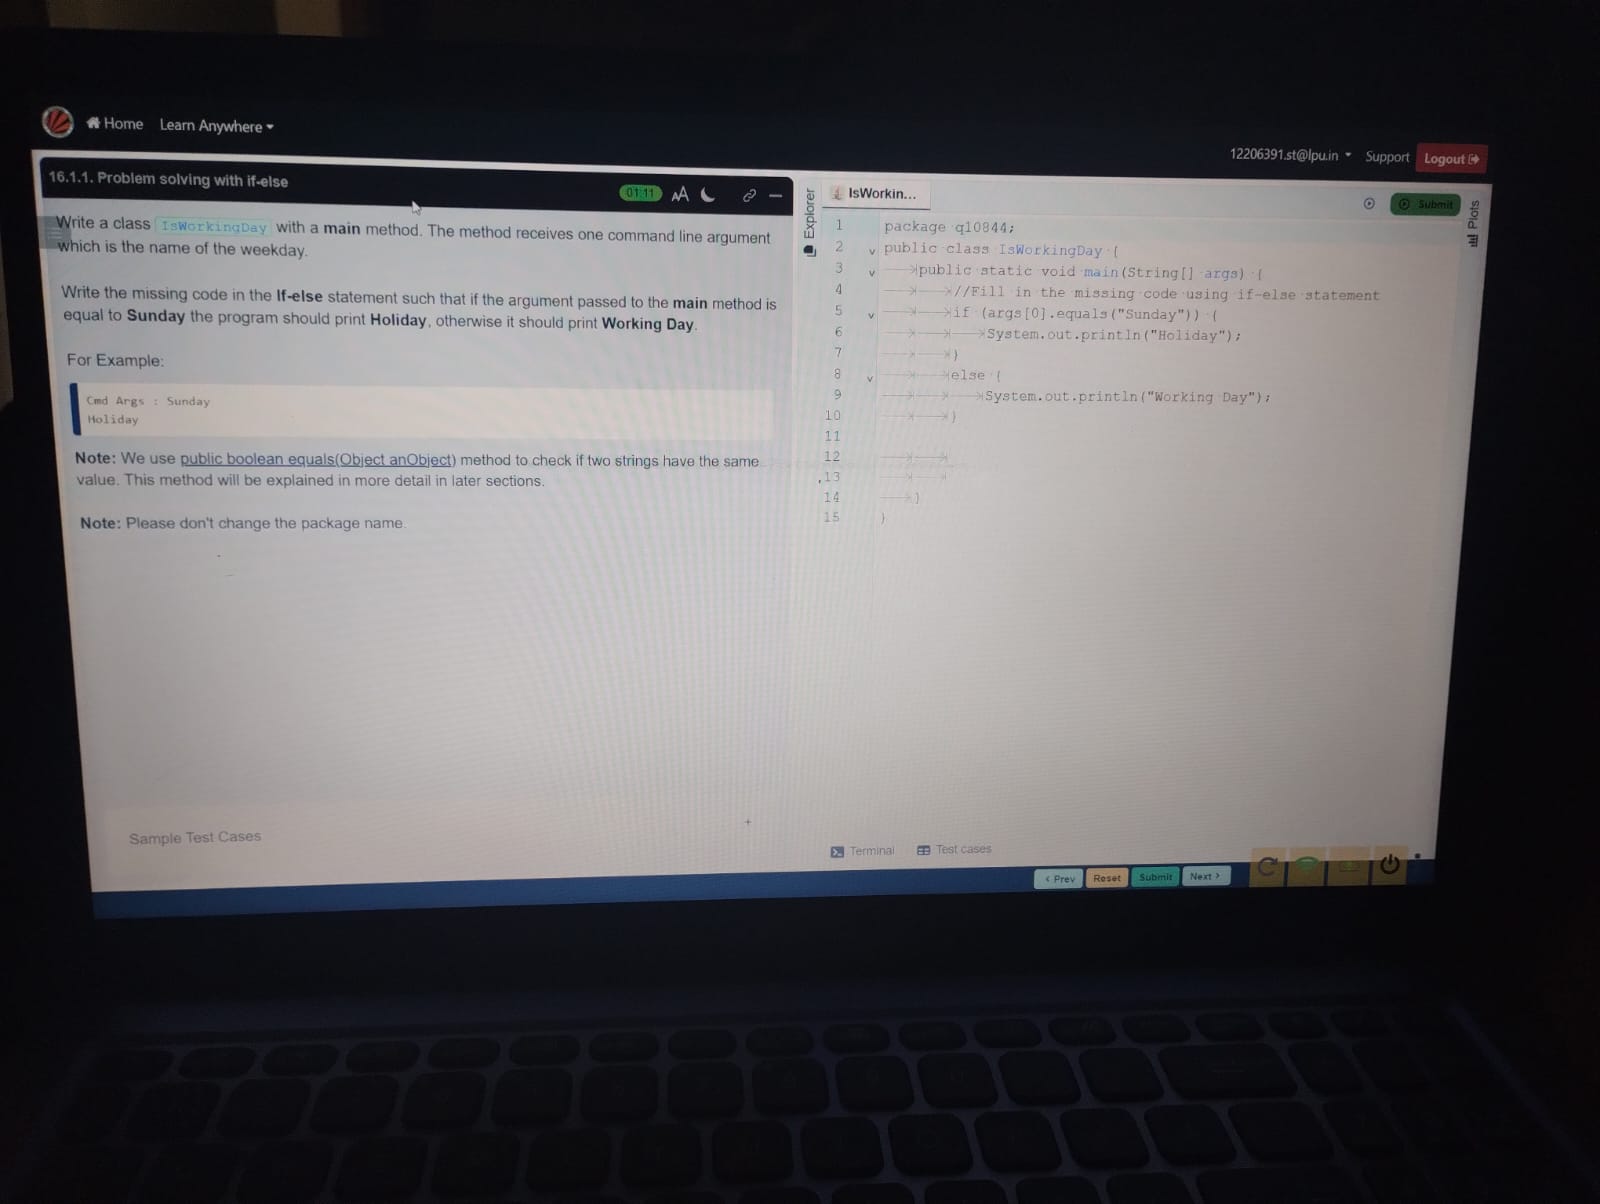 Home Learn Anywhere
12206391.st@lpu.in Support Logout
16.1.1. Problem solving with if-else
01:11 AA
Write a class IsWorkingDay with a main method. The method receives one command line argument
which is the name of the weekday.
Write the missing code in the If-else statement such that if the argument passed to the main method is
equal to Sunday the program should print Holiday, otherwise it should print Working Day.
For Example:
Cmd Args : Sunday
Holiday
Note: We use public boolean equals(Object anObject) method to check if two strings have the same
value. This method will be explained in more detail in later sections.
Note: Please don't change the package name.
Sample Test Cases
Explorer
IsWorkin...
Submit
Plots
1 package q10844;
2 public class IsWorkingDay {
3 public static void main(String[] args) {
4 //Fill in the missing code using if-else statement
5 if (args[0].equals("Sunday")) {
6 System.out.println("Holiday");
7 }
8 else {
9 System.out.println("Working Day");
10 }
11
12
13
14 }
15 }
Terminal Test cases
< Prev Reset Submit Next >